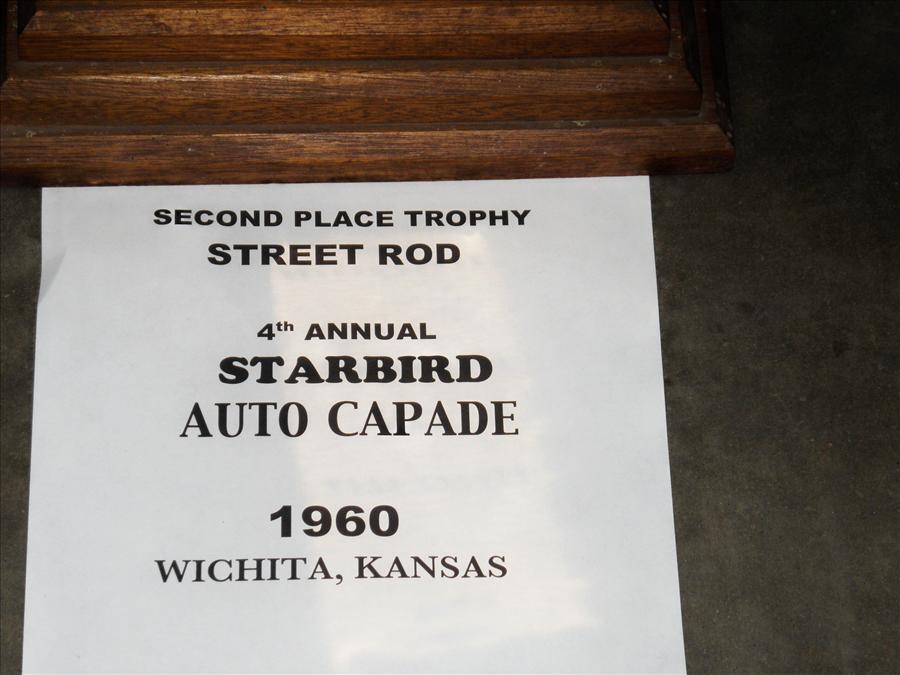 SECOND PLACE TROPHY
STREET ROD
4th ANNUAL
STARBIRD
AUTO CAPADE
1960
WICHITA, KANSAS